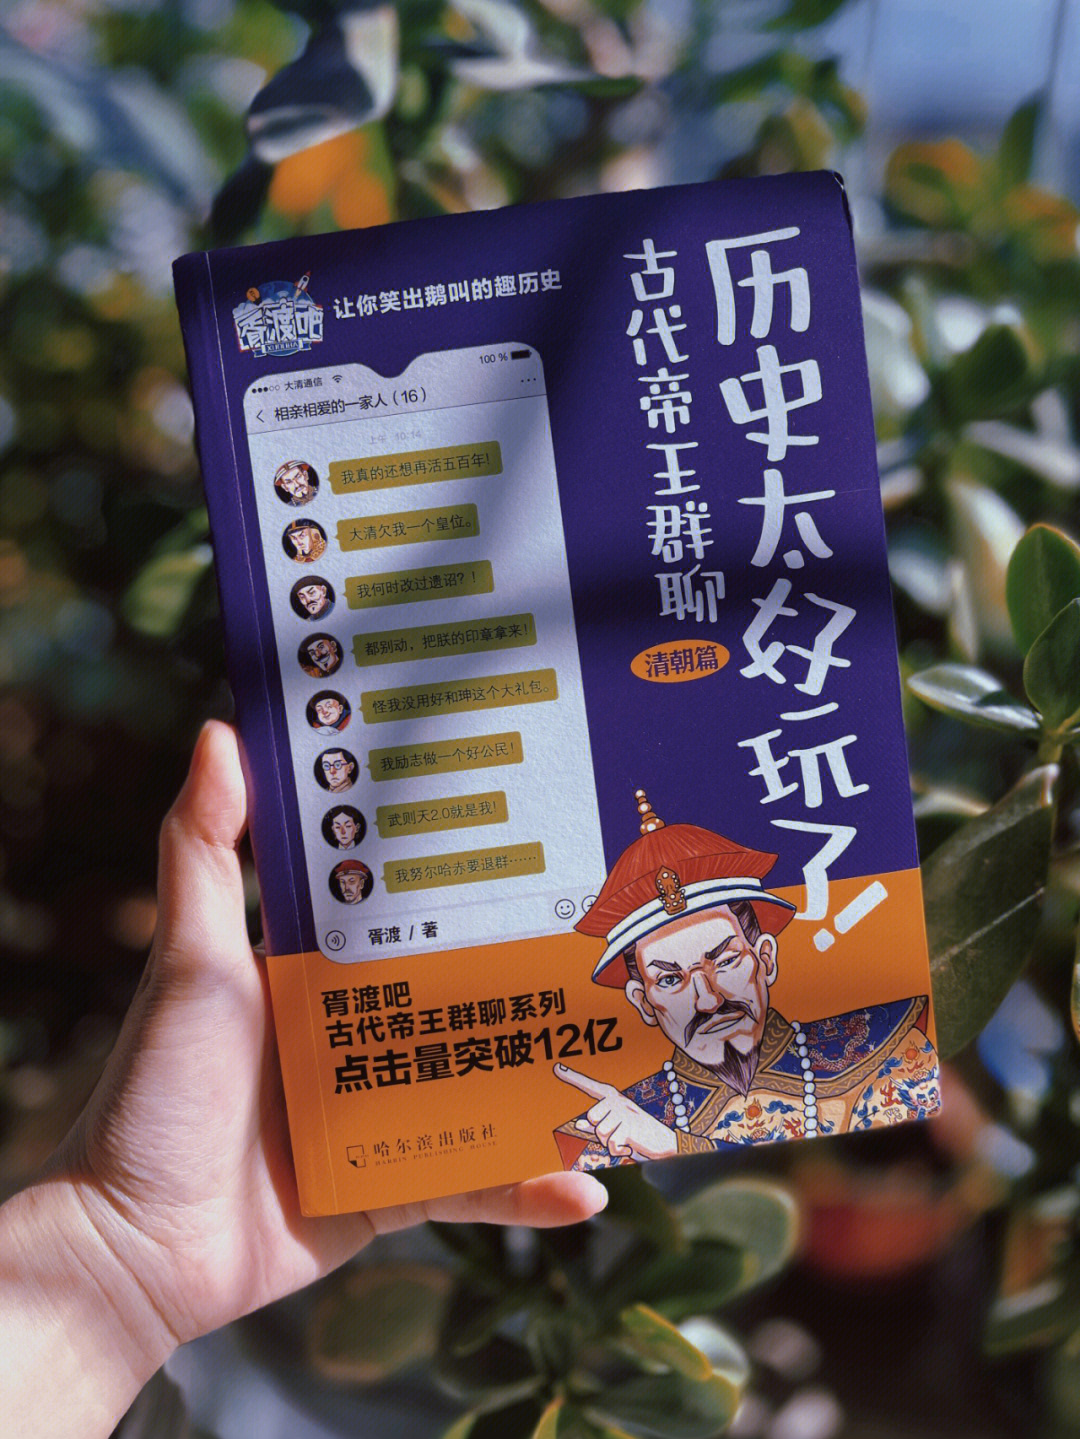 历史太好玩了!
古代帝王群聊
清朝篇
胥渡吧
让你笑出鹅叫的趣历史
大清通信
100 %
相亲相爱的一家人(16)
上午 10:14
我真的还想再活五百年!
大清欠我一个皇位。
我何时改过遗诏?!
都别动，把朕的印章拿来!
怪我没用好和珅这个大礼包。
我励志做一个好公民!
武则天2.0就是我!
我努尔哈赤要退群……
胥渡 / 著
胥渡吧
古代帝王群聊系列
点击量突破12亿
哈尔滨出版社
HARBIN PUBLISHING HOUSE